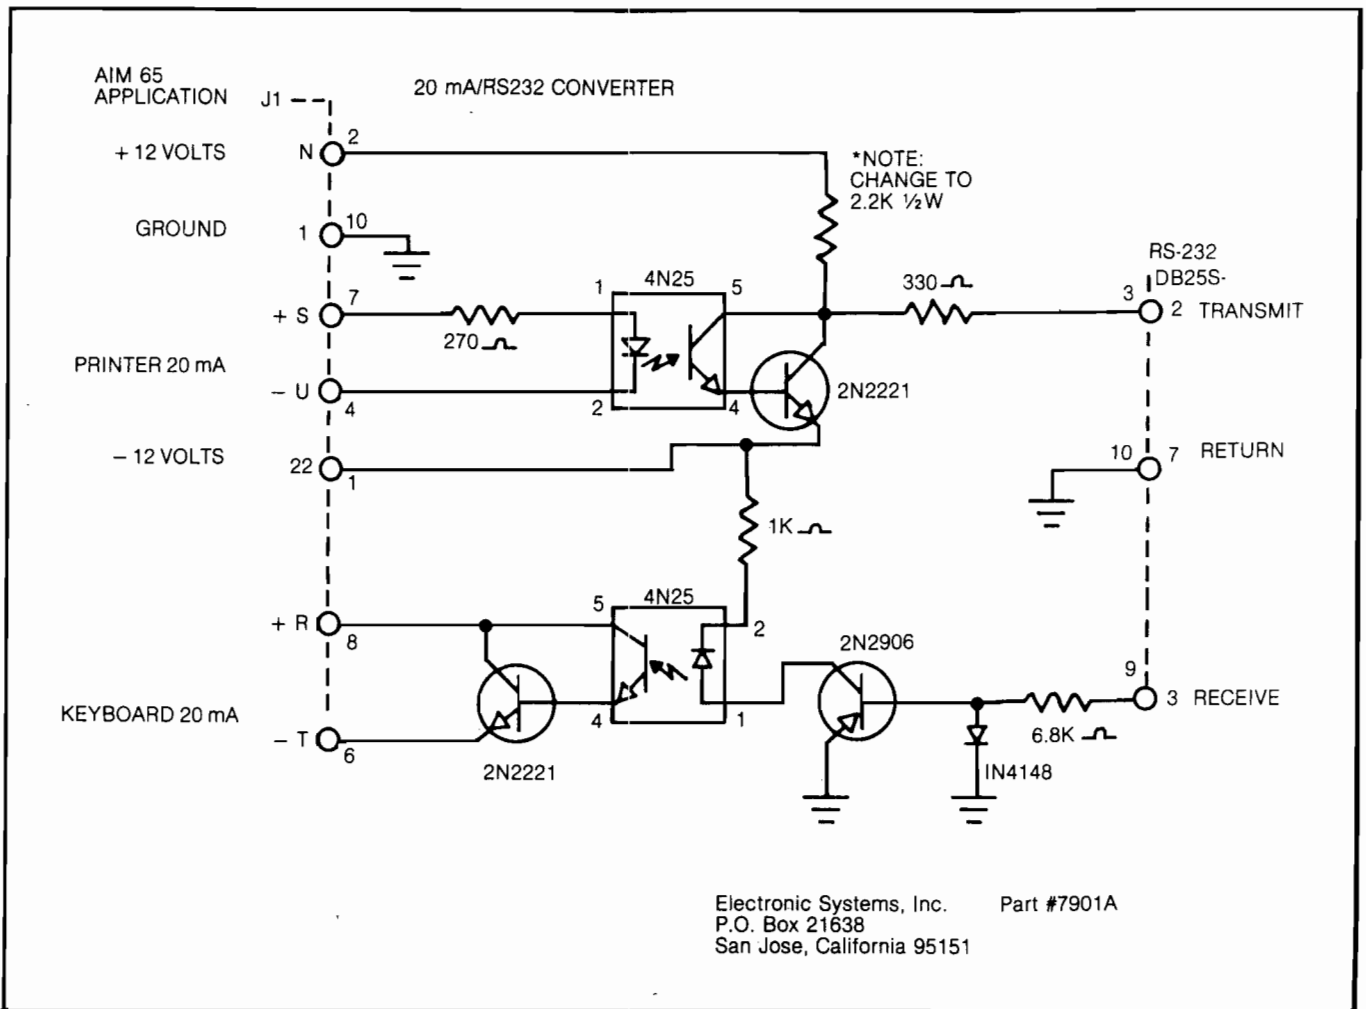 AIM 65
APPLICATION
J1
20 mA/RS232 CONVERTER
+ 12 VOLTS
N
2
*NOTE:
CHANGE TO
2.2K ½W
GROUND
1
10
RS-232
DB25S-
+ S
7
270
1
4N25
5
330
3
2
TRANSMIT
PRINTER 20 mA
- U
4
2
4
2N2221
- 12 VOLTS
22
1
10
7
RETURN
1K
+ R
8
5
4N25
2
2N2906
9
KEYBOARD 20 mA
4
1
3
RECEIVE
6.8K
- T
6
2N2221
IN4148
Electronic Systems, Inc.
Part #7901A
P.O. Box 21638
San Jose, California 95151